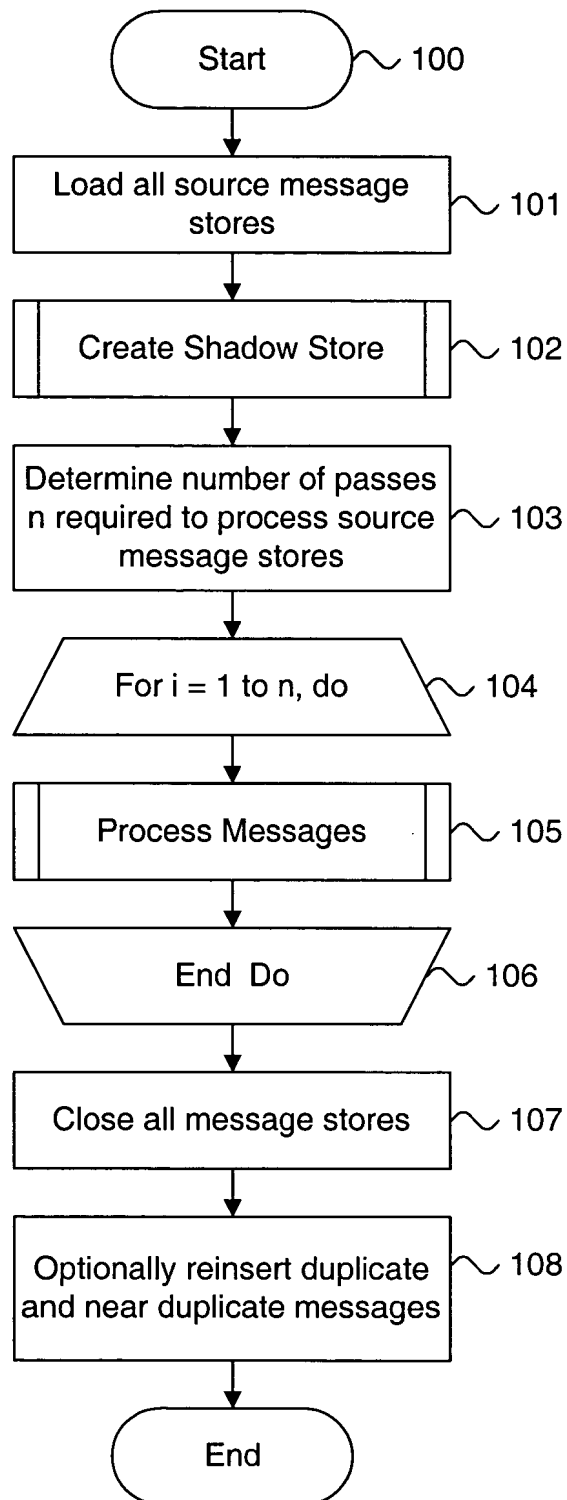 Start
100
Load all source message
stores
101
Create Shadow Store
102
Determine number of passes
n required to process source
message stores
103
For i = 1 to n, do
104
Process Messages
105
End Do
106
Close all message stores
107
Optionally reinsert duplicate
and near duplicate messages
108
End